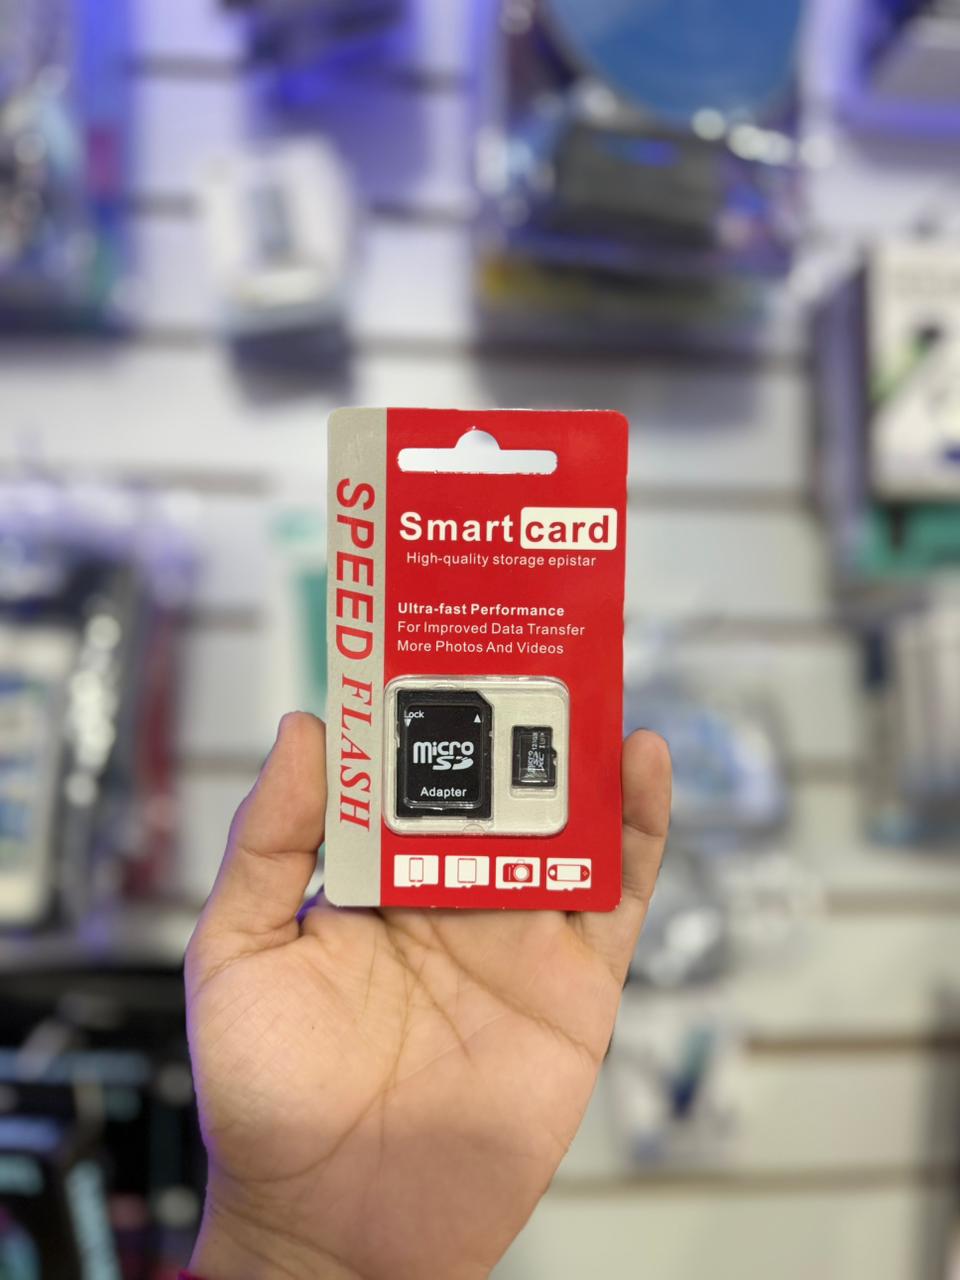 SPEED FLASH
Smart card
High-quality storage epistar
Ultra-fast Performance
For Improved Data Transfer
More Photos And Videos
Lock
micro
SD
Adapter